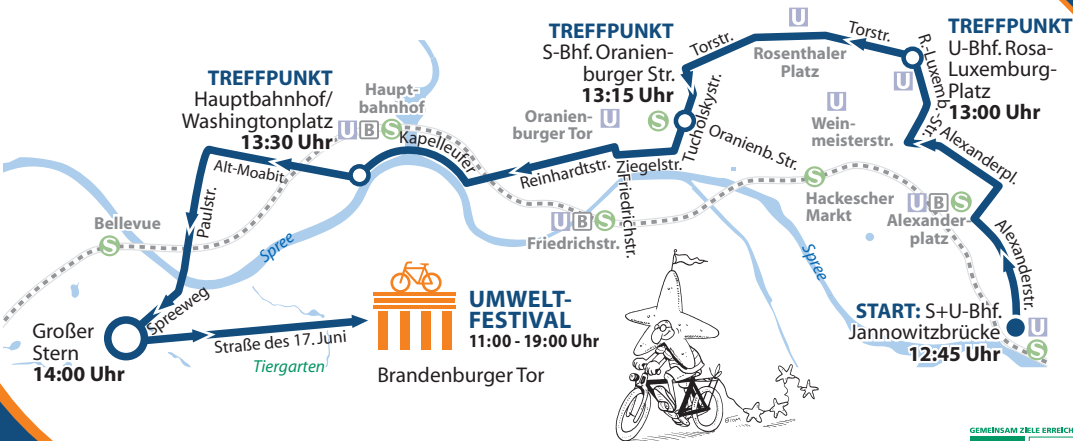 TREFFPUNKT
U-Bhf. Rosa-
Luxemburg-
Platz
13:00 Uhr
TREFFPUNKT
S-Bhf. Oranien-
burger Str.
13:15 Uhr
TREFFPUNKT
Hauptbahnhof/
Washingtonplatz
13:30 Uhr
START: S+U-Bhf.
Jannowitzbrücke
12:45 Uhr
Großer
Stern
14:00 Uhr
UMWELT-
FESTIVAL
11:00 - 19:00 Uhr
Brandenburger Tor
Torstr.
Torstr.
R.-Luxemb.-Str.
U
Rosenthaler
Platz
U
U
Wein-
meisterstr.
Haupt-
bahnhof
U B S
Oranien-
burger Tor
U
S
Tucholskystr.
Oranienb. Str.
Kapelleufer
Alt-Moabit
Paulstr.
Reinhardtstr.
Ziegelstr.
Friedrichstr.
Alexanderpl.
S
Hackescher
Markt
U B S
Alexander-
platz
Alexanderstr.
Bellevue
S
Spree
U B S
Friedrichstr.
Spree
Spreeweg
Straße des 17. Juni
Tiergarten
U
S
GEMEINSAM ZIELE ERREICH